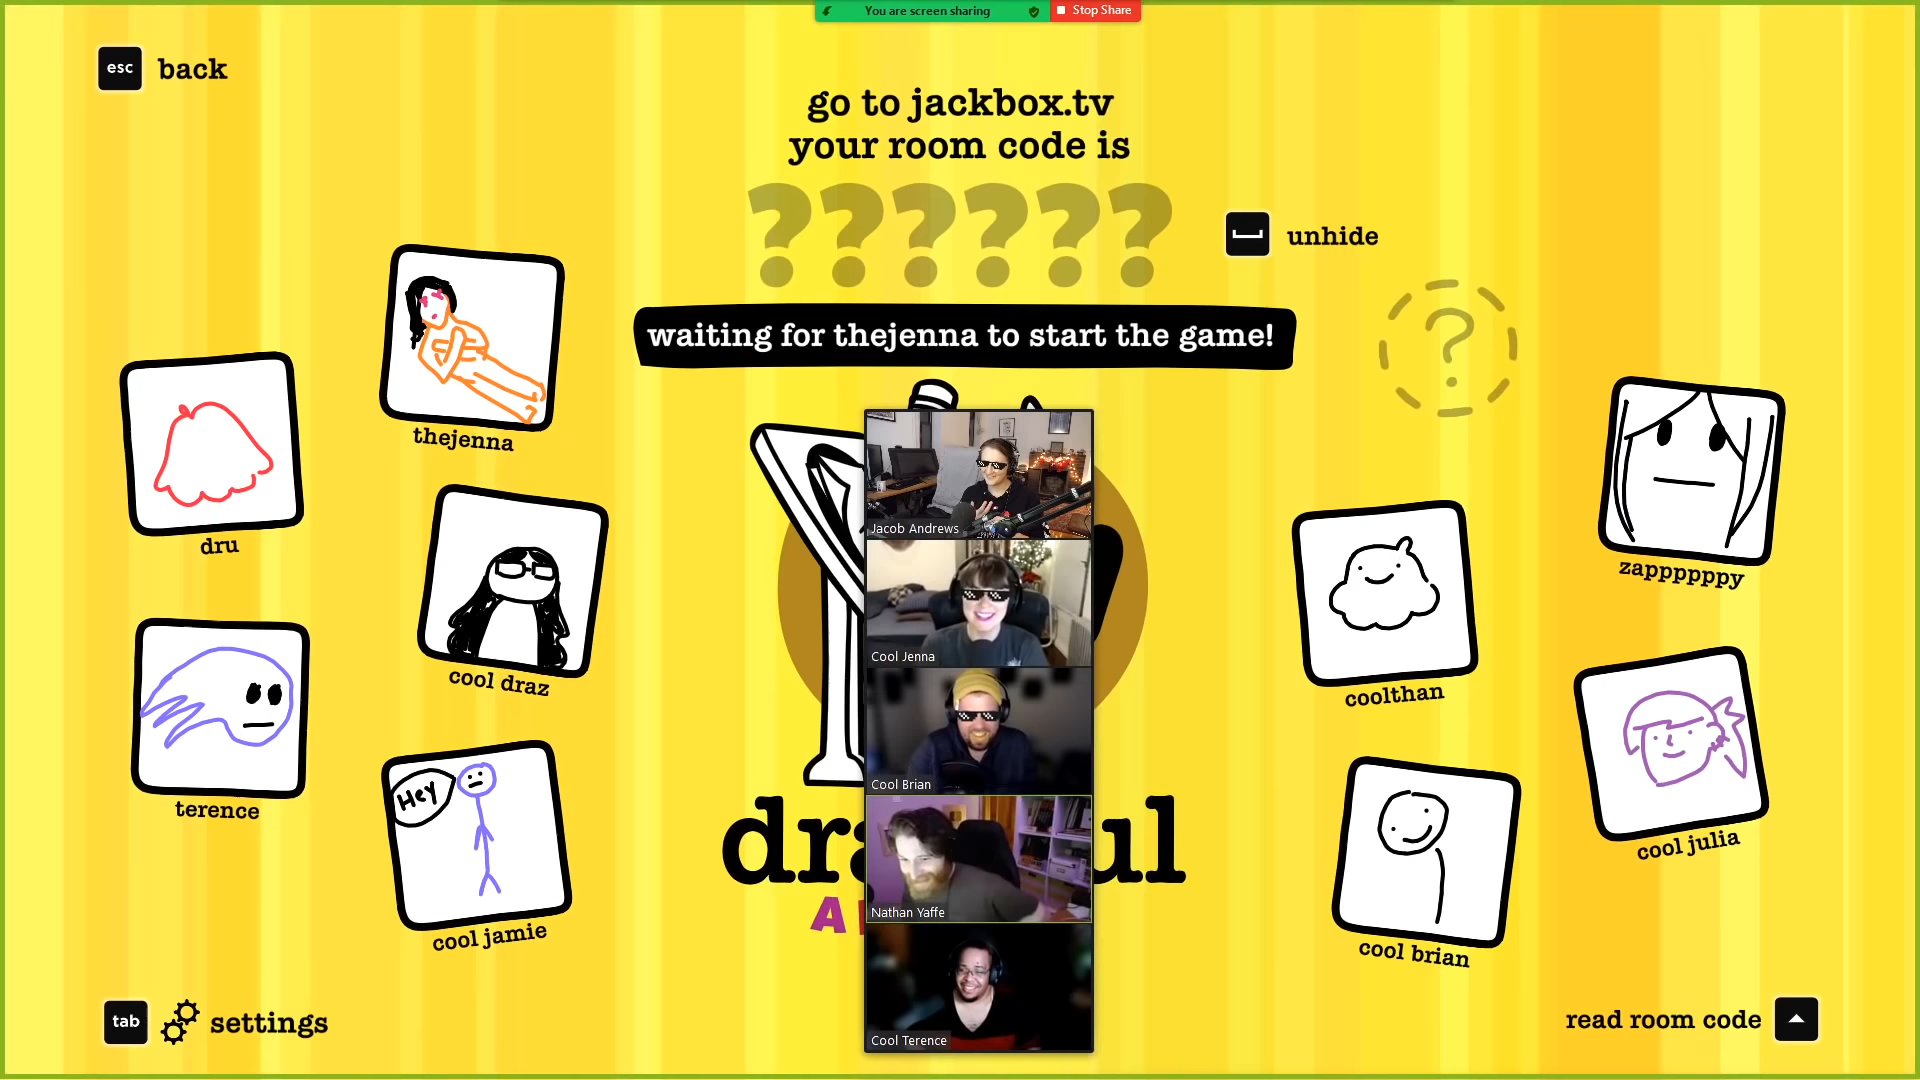 You are screen sharing
Stop Share
esc
back
go to jackbox.tv
your room code is
??????
unhide
waiting for thejenna to start the game!
?
thejenna
dru
cool draz
terence
Hey
cool jamie
Jacob Andrews
Cool Jenna
Cool Brian
Nathan Yaffe
Cool Terence
A
zappppppy
coolthan
cool julia
cool brian
tab
settings
read room code